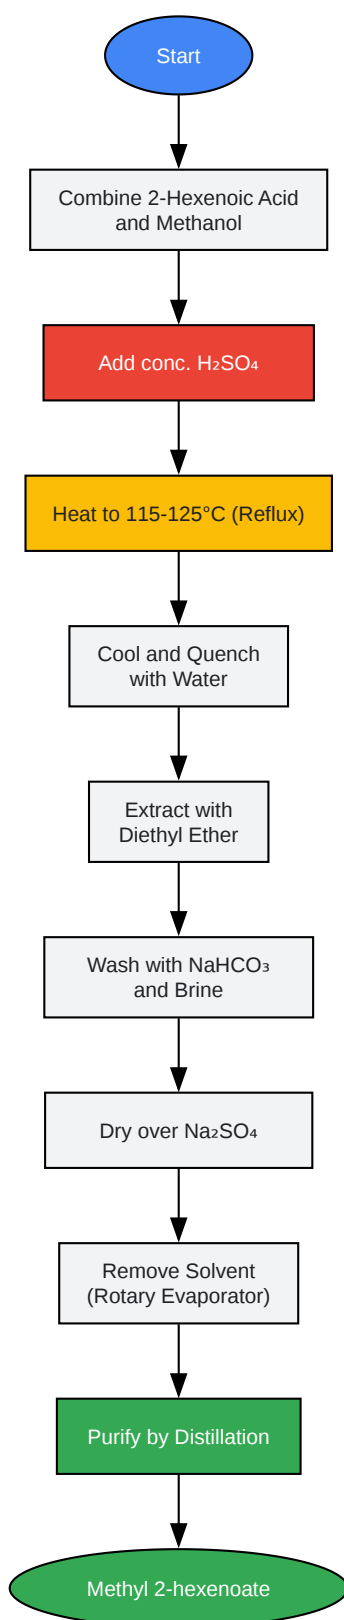 Start
Combine 2-Hexenoic Acid
and Methanol
Add conc. H₂SO₄
Heat to 115-125°C (Reflux)
Cool and Quench
with Water
Extract with
Diethyl Ether
Wash with NaHCO₃
and Brine
Dry over Na₂SO₄
Remove Solvent
(Rotary Evaporator)
Purify by Distillation
Methyl 2-hexenoate